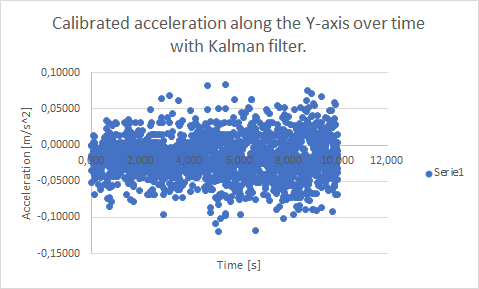 Calibrated acceleration along the Y-axis over time
with Kalman filter.
0,10000
0,05000
0,00000
0,000 2,000 4,000 6,000 8,000 10,000 12,000
-0,05000
-0,10000
-0,15000
Acceleration [m/s^2]
Time [s]
Serie1